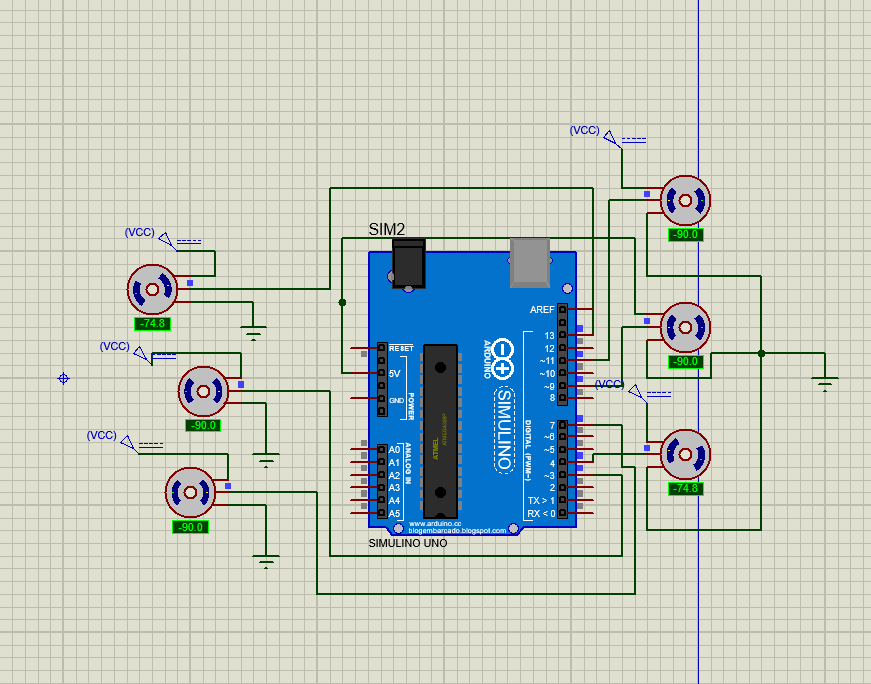 (VCC)
-90.0
SIM2
(VCC)
-74.8
AREF
13
12
~11
~10
~9
8
RESET
5V
GND
POWER
ARDUINO
SIMULINO
-90.0
(VCC)
(VCC)
-90.0
(VCC)
-90.0
ATMEL
DIGITAL (PWM~)
7
~6
~5
4
~3
2
TX > 1
RX < 0
ANALOG IN
A0
A1
A2
A3
A4
A5
-74.8
www.arduino.cc
blogembarcado.blogspot.com
SIMULINO UNO